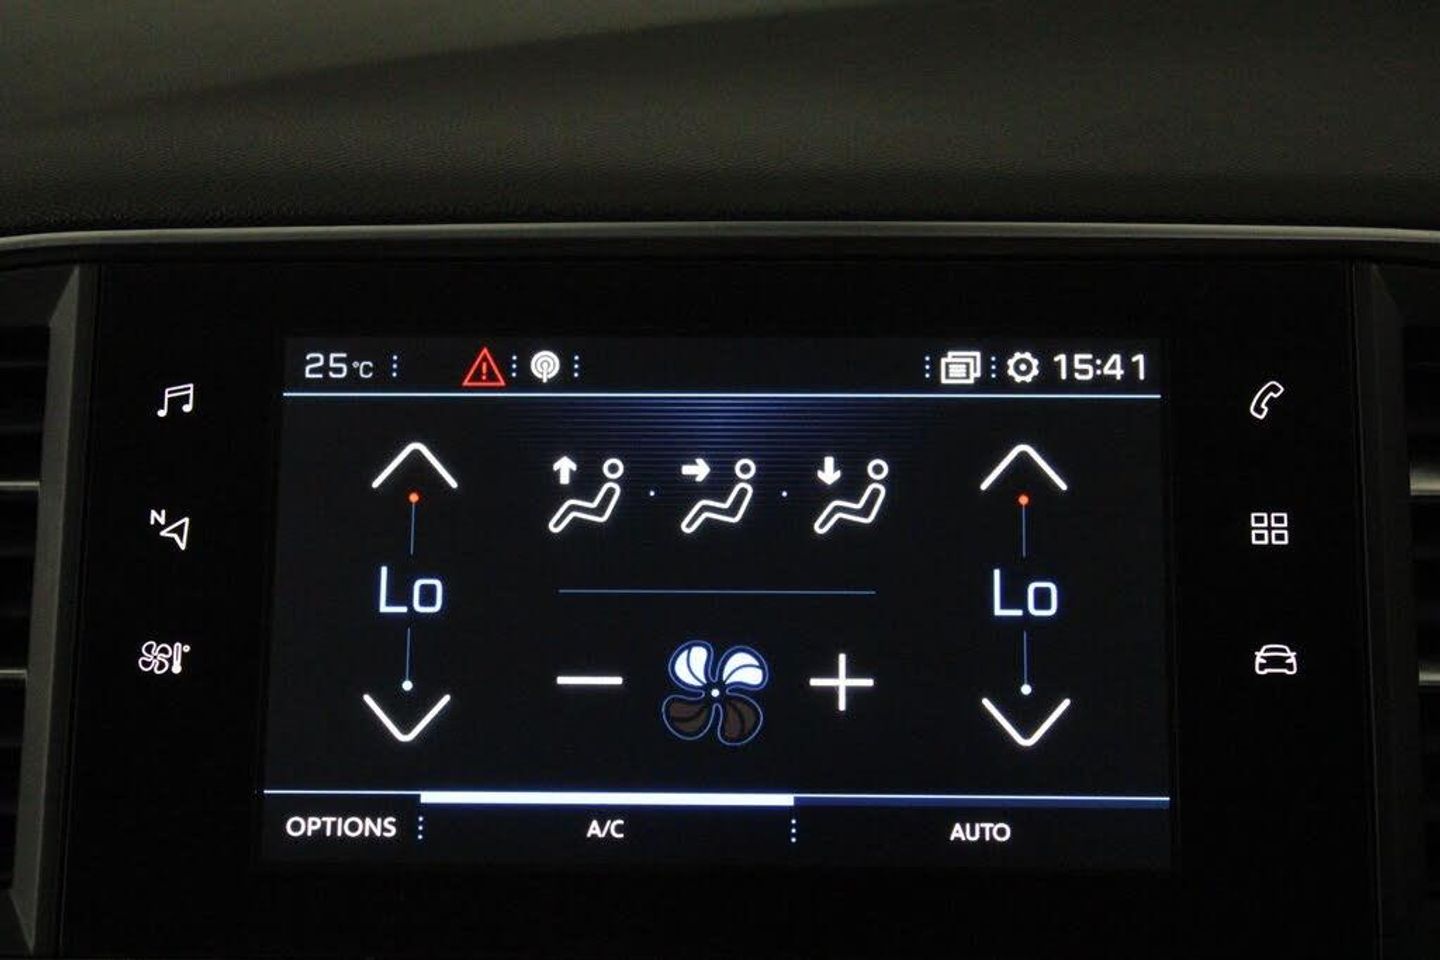 25°C 15:41
N
Lo Lo
OPTIONS A/C AUTO